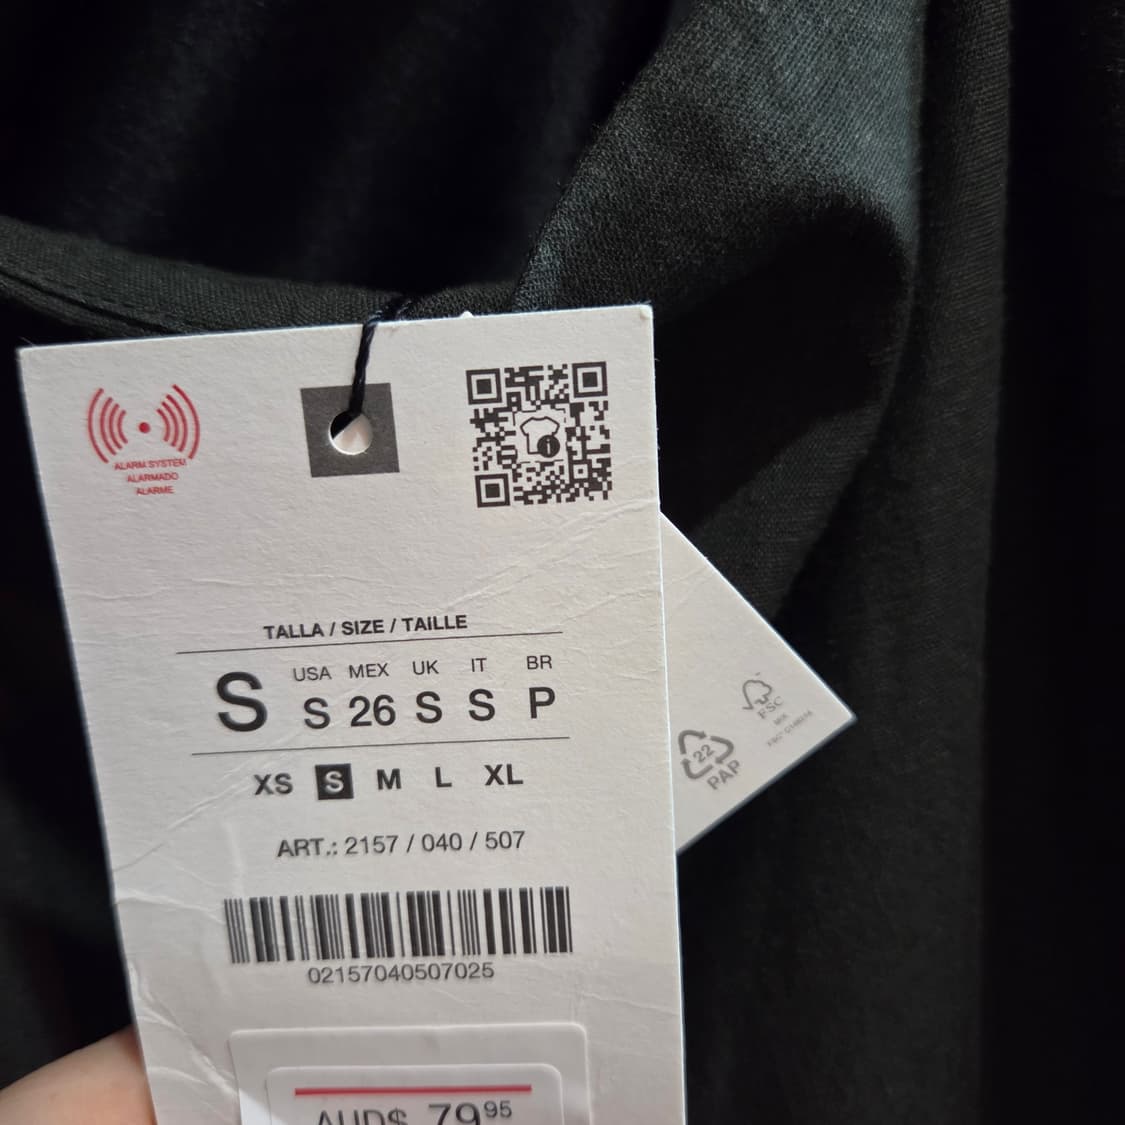 ALARM SYSTEM
ALARMADO
ALARME
TALLA / SIZE / TAILLE
USA MEX UK IT BR
S S 26 S S P
XS S M L XL
ART.: 2157 / 040 / 507
02157040507025
AUD$ 79.95
FSC
MIX
22
PAP